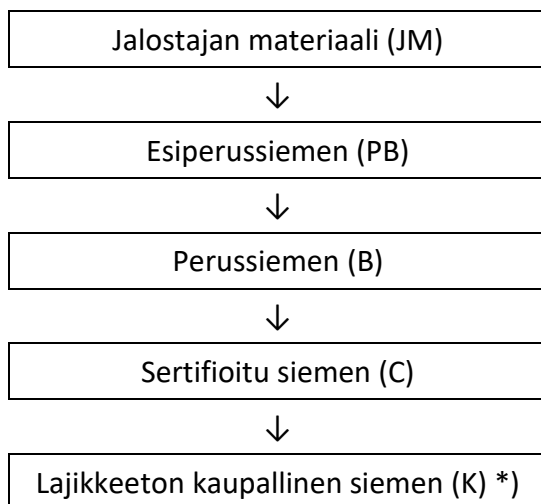 Jalostajan materiaali (JM)
↓
Esiperussiemen (PB)
↓
Perussiemen (B)
↓
Sertifioitu siemen (C)
↓
Lajikkeeton kaupallinen siemen (K) *)